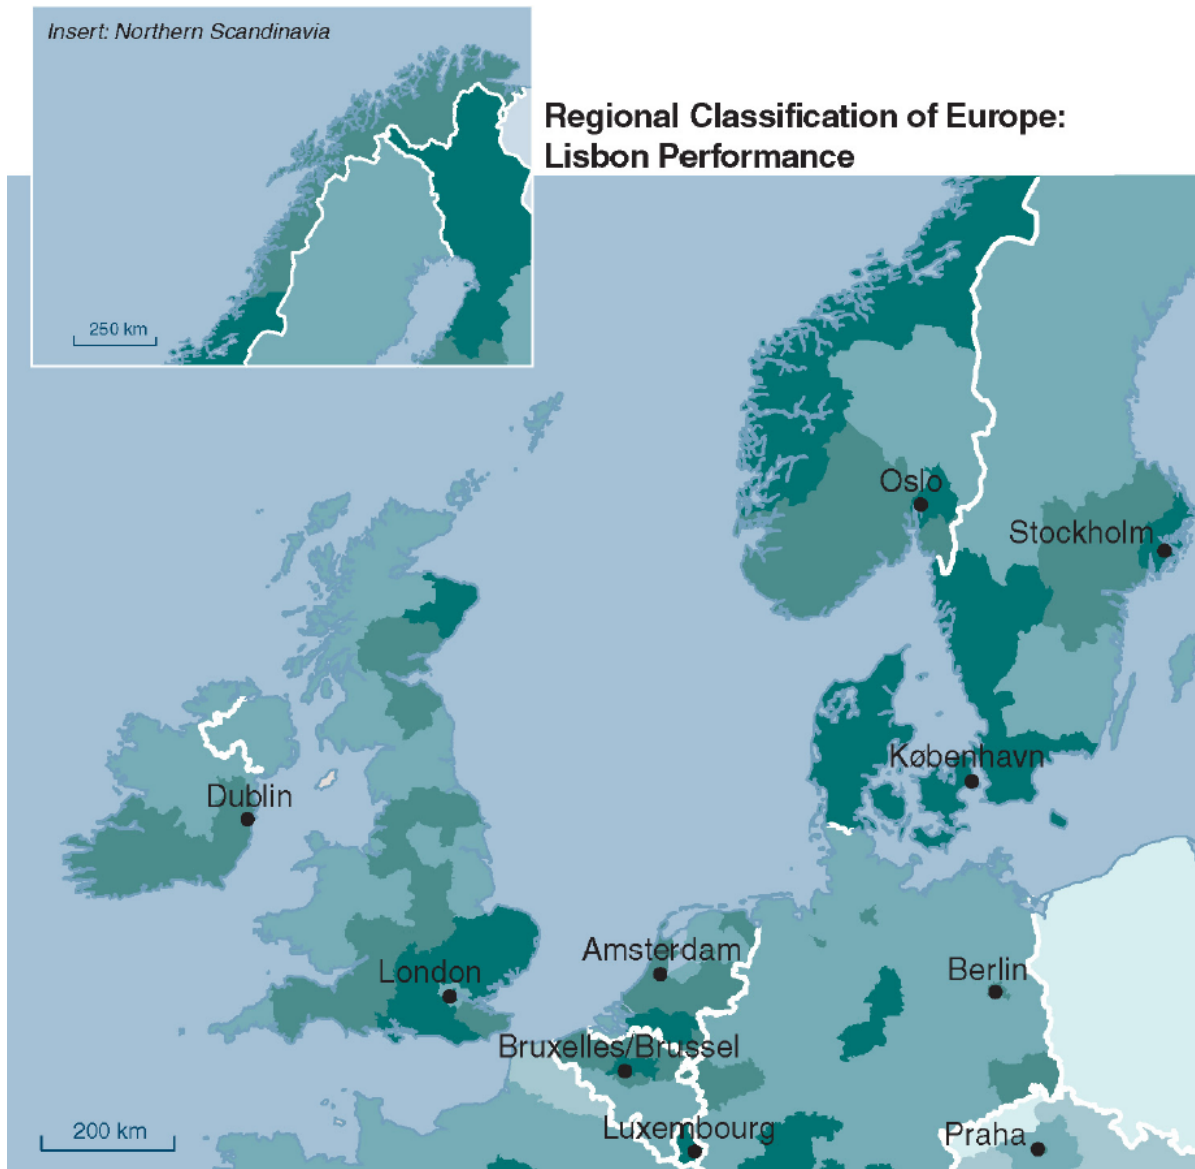 Insert: Northern Scandinavia
Regional Classification of Europe:
Lisbon Performance
250 km
Oslo
Stockholm
København
Dublin
Amsterdam
London
Berlin
Bruxelles/Brussel
Luxembourg
Praha
200 km